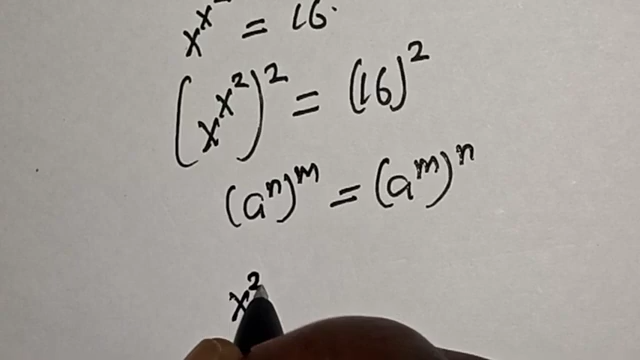 x^{x^2} = 16.
(x^{x^2})^2 = (16)^2
(a^n)^m = (a^m)^n
x^2